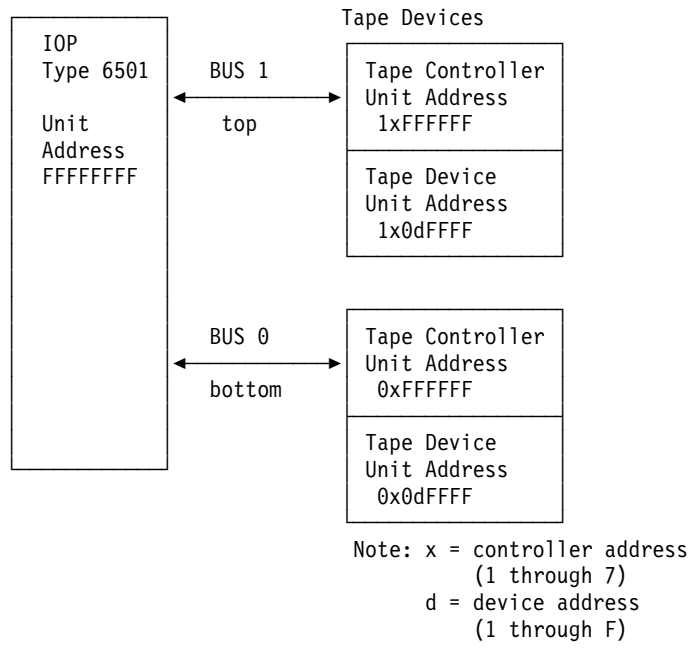 Tape Devices
IOP
Type 6501
Unit
Address
FFFFFFFF
BUS 1
top
Tape Controller
Unit Address
1xFFFFFF
Tape Device
Unit Address
1x0dFFFF
BUS 0
bottom
Tape Controller
Unit Address
0xFFFFFF
Tape Device
Unit Address
0x0dFFFF
Note: x = controller address
(1 through 7)
d = device address
(1 through F)